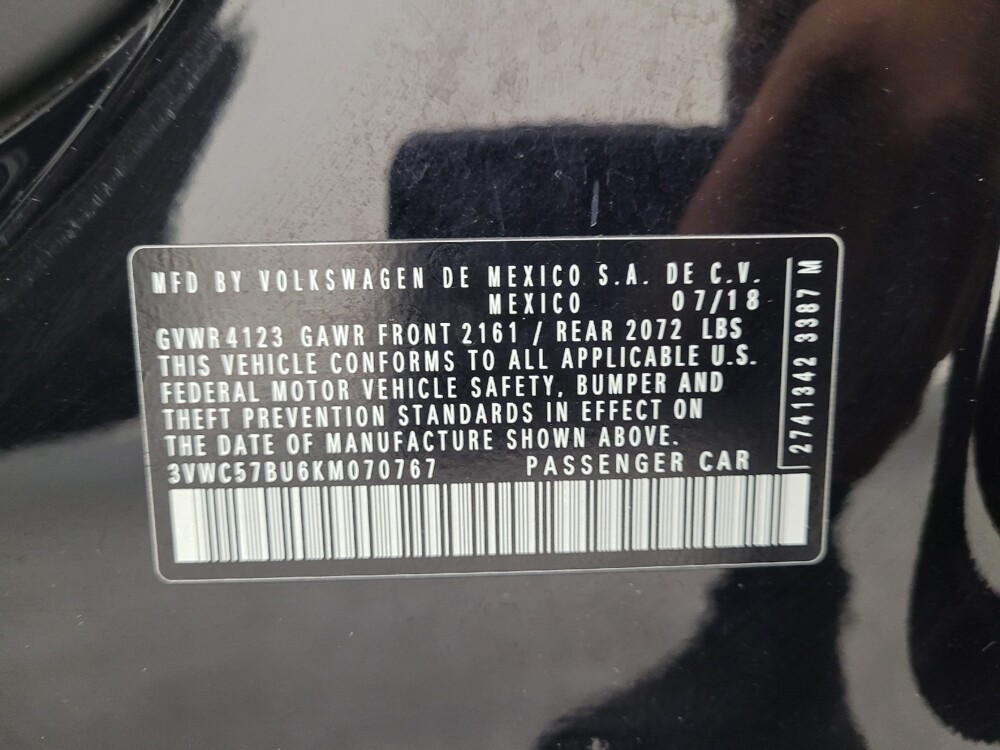 MFD BY VOLKSWAGEN DE MEXICO S.A. DE C.V.
MEXICO 07/18
GVWR 4123 GAWR FRONT 2161 / REAR 2072 LBS
THIS VEHICLE CONFORMS TO ALL APPLICABLE U.S.
FEDERAL MOTOR VEHICLE SAFETY, BUMPER AND
THEFT PREVENTION STANDARDS IN EFFECT ON
THE DATE OF MANUFACTURE SHOWN ABOVE.
3VWC57BU6KM070767 PASSENGER CAR
2741342 3387 M